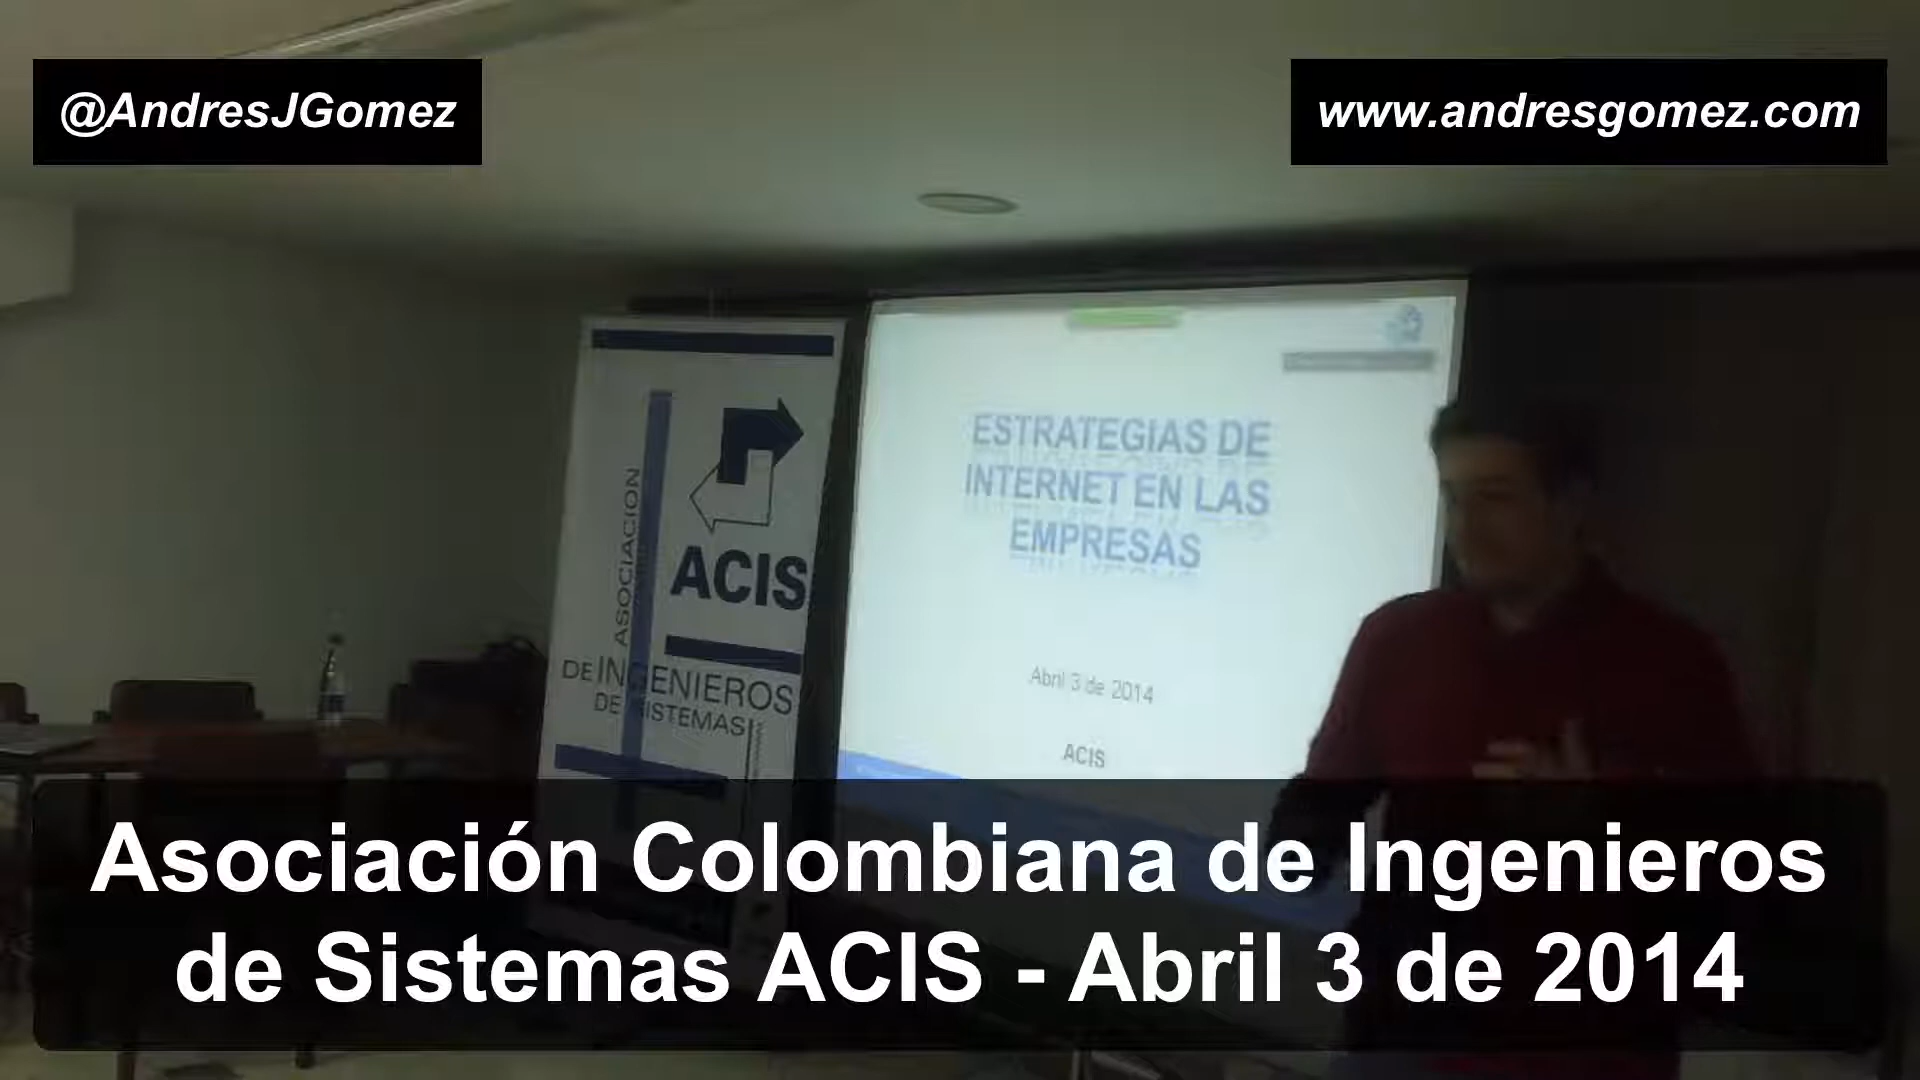 @AndresJGomez
www.andresgomez.com
ESTRATEGIAS DE
INTERNET EN LAS
EMPRESAS
Abril 3 de 2014
ACIS
ACIS
ASOCIACION
DE INGENIEROS
DE SISTEMAS
Asociación Colombiana de Ingenieros
de Sistemas ACIS - Abril 3 de 2014